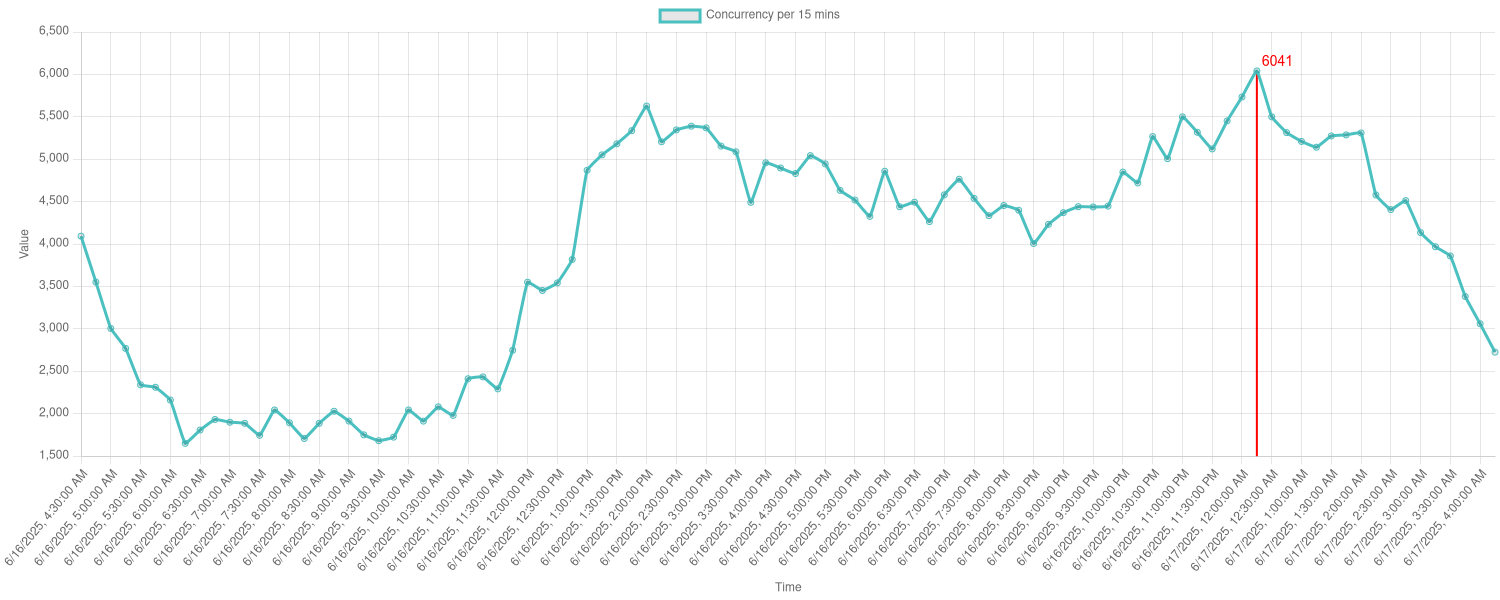 Concurrency per 15 mins
6,500
6,000
5,500
5,000
4,500
4,000
3,500
3,000
2,500
2,000
1,500
Value
6041
6/16/2025, 4:30:00 AM
6/16/2025, 5:00:00 AM
6/16/2025, 5:30:00 AM
6/16/2025, 6:00:00 AM
6/16/2025, 6:30:00 AM
6/16/2025, 7:00:00 AM
6/16/2025, 7:30:00 AM
6/16/2025, 8:00:00 AM
6/16/2025, 8:30:00 AM
6/16/2025, 9:00:00 AM
6/16/2025, 9:30:00 AM
6/16/2025, 10:00:00 AM
6/16/2025, 10:30:00 AM
6/16/2025, 11:00:00 AM
6/16/2025, 11:30:00 AM
6/16/2025, 12:00:00 PM
6/16/2025, 12:30:00 PM
6/16/2025, 1:00:00 PM
6/16/2025, 1:30:00 PM
6/16/2025, 2:00:00 PM
6/16/2025, 2:30:00 PM
6/16/2025, 3:00:00 PM
6/16/2025, 3:30:00 PM
6/16/2025, 4:00:00 PM
6/16/2025, 4:30:00 PM
6/16/2025, 5:00:00 PM
6/16/2025, 5:30:00 PM
6/16/2025, 6:00:00 PM
6/16/2025, 6:30:00 PM
6/16/2025, 7:00:00 PM
6/16/2025, 7:30:00 PM
6/16/2025, 8:00:00 PM
6/16/2025, 8:30:00 PM
6/16/2025, 9:00:00 PM
6/16/2025, 9:30:00 PM
6/16/2025, 10:00:00 PM
6/16/2025, 10:30:00 PM
6/16/2025, 11:00:00 PM
6/16/2025, 11:30:00 PM
6/17/2025, 12:00:00 AM
6/17/2025, 12:30:00 AM
6/17/2025, 1:00:00 AM
6/17/2025, 1:30:00 AM
6/17/2025, 2:00:00 AM
6/17/2025, 2:30:00 AM
6/17/2025, 3:00:00 AM
6/17/2025, 3:30:00 AM
6/17/2025, 4:00:00 AM
Time